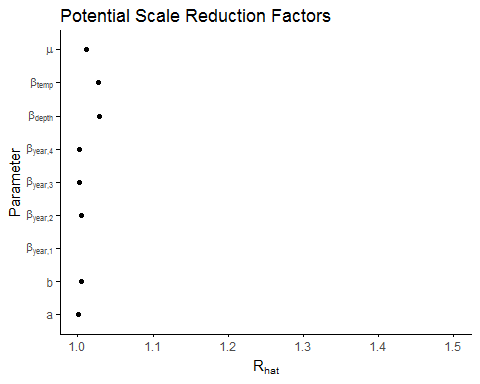 Potential Scale Reduction Factors
Parameter
μ
βtemp
βdepth
βyear,4
βyear,3
βyear,2
βyear,1
b
a
1.0 1.1 1.2 1.3 1.4 1.5
Rhat